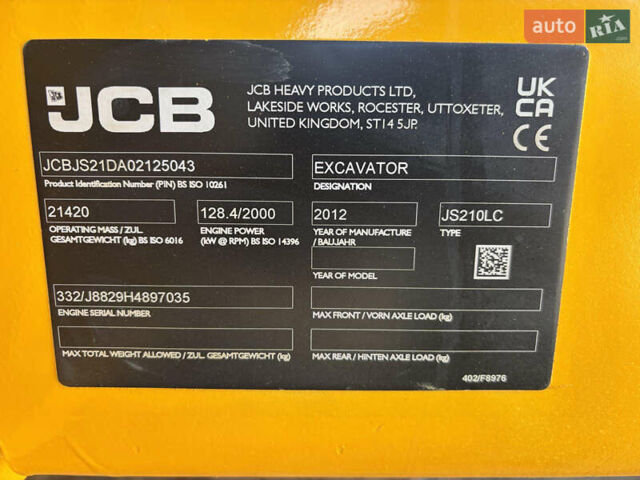 auto RIA.com
JCB
JCB HEAVY PRODUCTS LTD,
LAKESIDE WORKS, ROCESTER, UTTOXETER,
UNITED KINGDOM, ST14 5JP.
UK
CA
CE
JCBJS21DA02125043
Product Identification Number (PIN) BS ISO 10261
EXCAVATOR
DESIGNATION
21420
OPERATING MASS / ZUL.
GESAMTGEWICHT (kg) BS ISO 6016
128.4/2000
ENGINE POWER
(kW @ RPM) BS ISO 14396
2012
YEAR OF MANUFACTURE
/ BAUJAHR
JS210LC
TYPE
YEAR OF MODEL
332/J8829H4897035
ENGINE SERIAL NUMBER
MAX FRONT / VORN AXLE LOAD (kg)
MAX TOTAL WEIGHT ALLOWED / ZUL. GESAMTGEWICHT (kg)
MAX REAR / HINTEN AXLE LOAD (kg)
402/F8976